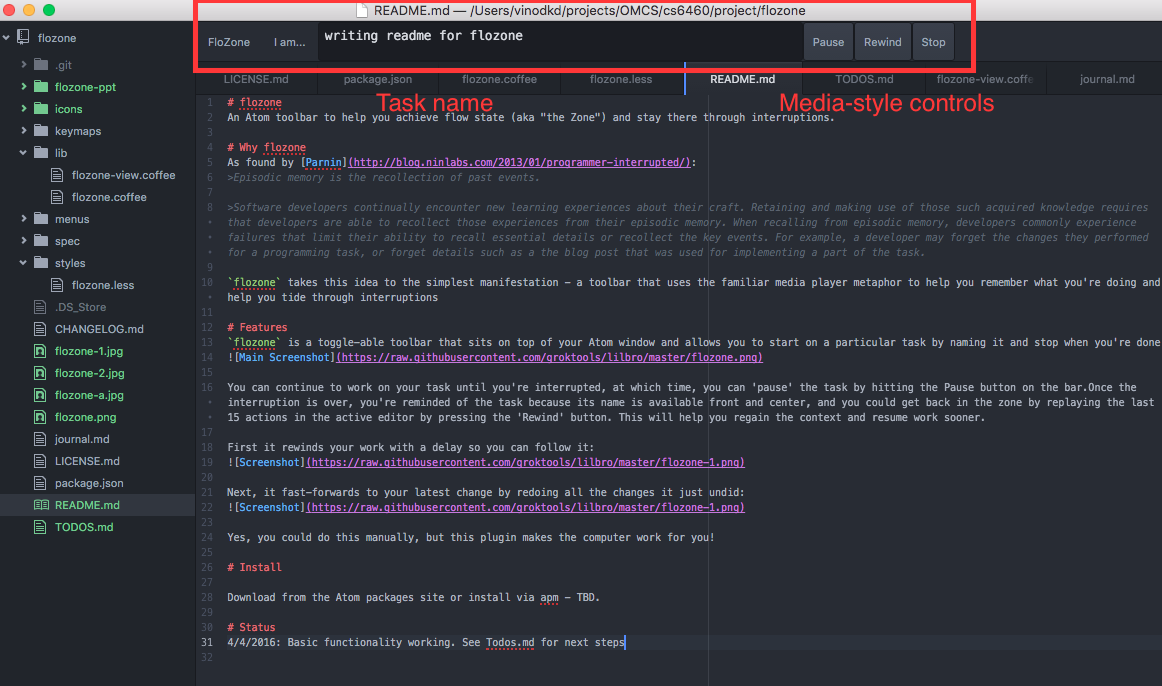 README.md — /Users/vinodkd/projects/OMCS/cs6460/project/flozone
flozone
.git
flozone-ppt
icons
keymaps
lib
flozone-view.coffee
flozone.coffee
menus
spec
styles
flozone.less
.DS_Store
CHANGELOG.md
flozone-1.jpg
flozone-2.jpg
flozone-a.jpg
flozone.png
journal.md
LICENSE.md
package.json
README.md
TODOS.md
FloZone I am... writing readme for flozone Pause Rewind Stop
LICENSE.md package.json flozone.coffee flozone.less README.md TODOS.md flozone-view.coffe journal.md
Task name Media-style controls
1 # flozone
2 An Atom toolbar to help you achieve flow state (aka "the Zone") and stay there through interruptions.
3
4 # Why flozone
5 As found by [Parnin](http://blog.ninlabs.com/2013/01/programmer-interrupted/):
6 >Episodic memory is the recollection of past events.
7
8 >Software developers continually encounter new learning experiences about their craft. Retaining and making use of those such acquired knowledge requires
• that developers are able to recollect those experiences from their episodic memory. When recalling from episodic memory, developers commonly experience
• failures that limit their ability to recall essential details or recollect the key events. For example, a developer may forget the changes they performed
• for a programming task, or forget details such as a the blog post that was used for implementing a part of the task.
9
10 `flozone` takes this idea to the simplest manifestation - a toolbar that uses the familiar media player metaphor to help you remember what you're doing and
• help you tide through interruptions
11
12 # Features
13 `flozone` is a toggle-able toolbar that sits on top of your Atom window and allows you to start on a particular task by naming it and stop when you're done
14 ![Main Screenshot](https://raw.githubusercontent.com/groktools/lilbro/master/flozone.png)
15
16 You can continue to work on your task until you're interrupted, at which time, you can 'pause' the task by hitting the Pause button on the bar.Once the
• interruption is over, you're reminded of the task because its name is available front and center, and you could get back in the zone by replaying the last
• 15 actions in the active editor by pressing the 'Rewind' button. This will help you regain the context and resume work sooner.
17
18 First it rewinds your work with a delay so you can follow it:
19 ![Screenshot](https://raw.githubusercontent.com/groktools/lilbro/master/flozone-1.png)
20
21 Next, it fast-forwards to your latest change by redoing all the changes it just undid:
22 ![Screenshot](https://raw.githubusercontent.com/groktools/lilbro/master/flozone-1.png)
23
24 Yes, you could do this manually, but this plugin makes the computer work for you!
25
26 # Install
27
28 Download from the Atom packages site or install via apm - TBD.
29
30 # Status
31 4/4/2016: Basic functionality working. See Todos.md for next steps
32